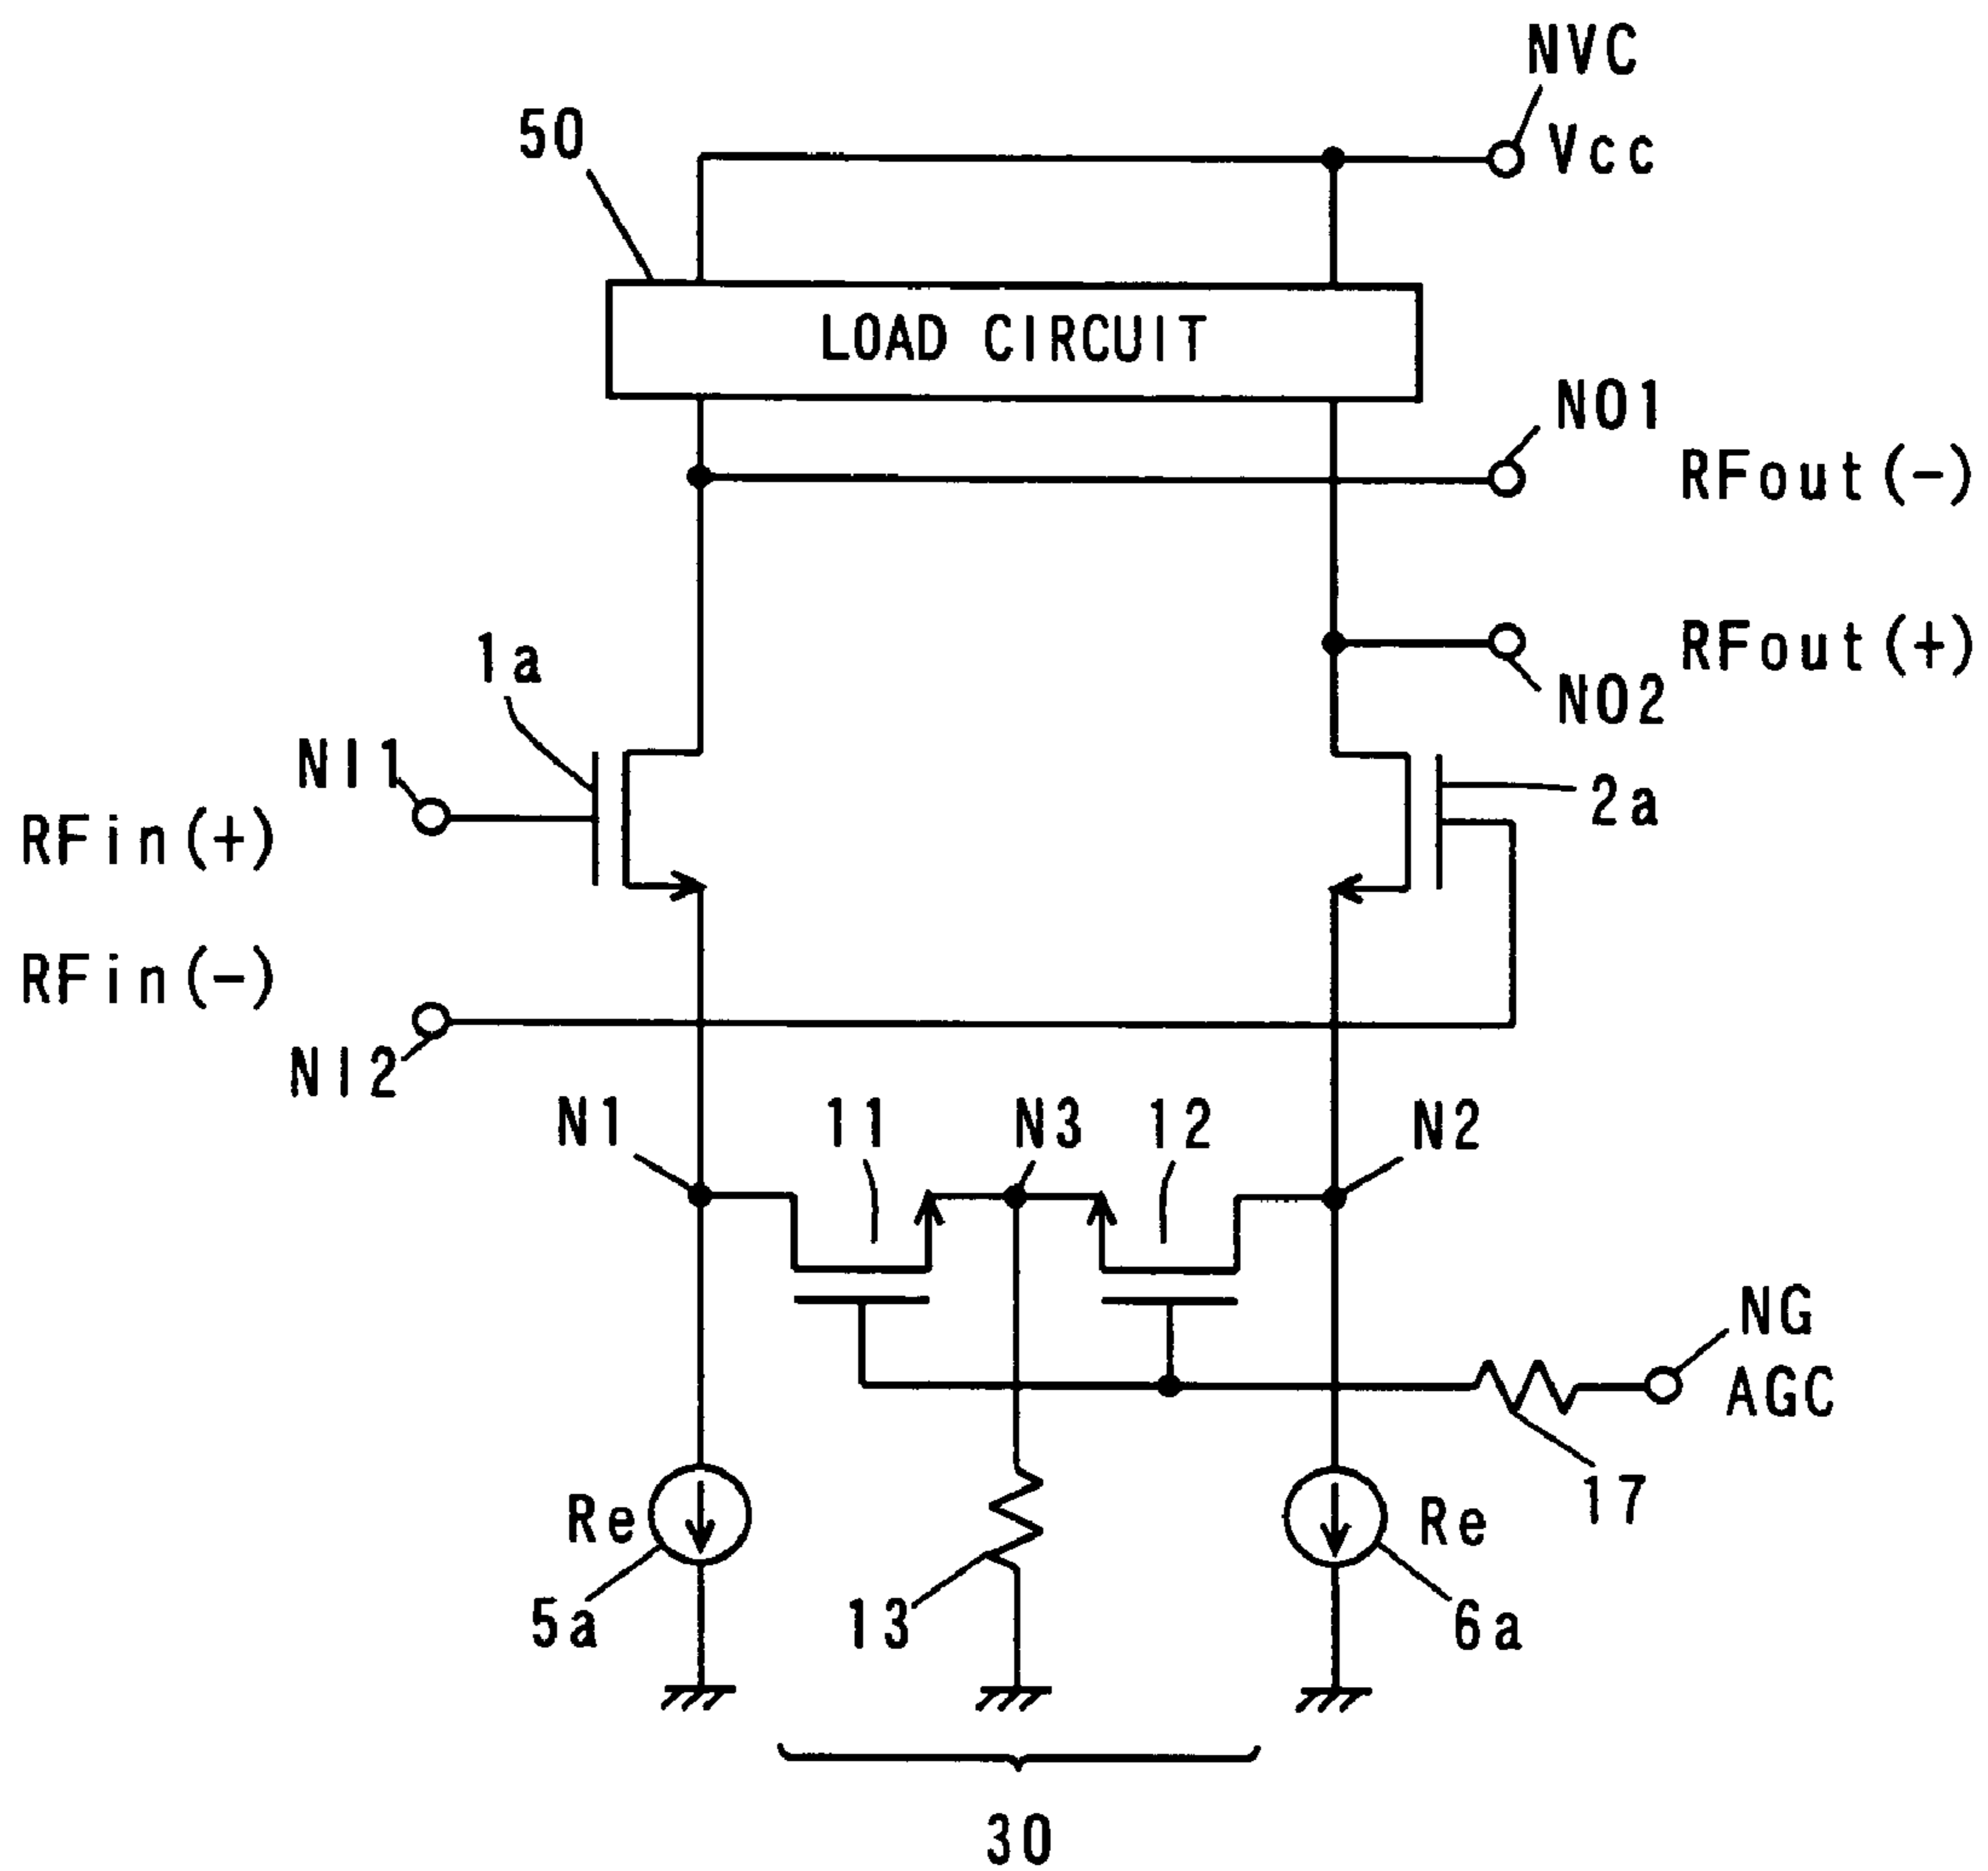 NVC
50
Vcc
LOAD CIRCUIT
NO1
RFout(-)
1a
RFout(+)
NO2
NI1
2a
RFin(+)
RFin(-)
NI2
N1 11 N3 12 N2
NG
AGC
17
Re
Re
5a
13
6a
30